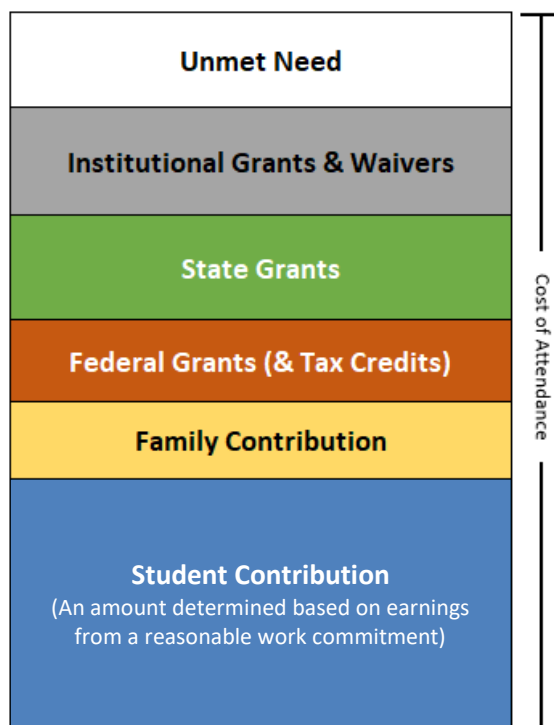 Unmet Need
Institutional Grants & Waivers
State Grants
Federal Grants (& Tax Credits)
Family Contribution
Student Contribution
(An amount determined based on earnings
from a reasonable work commitment)
Cost of Attendance